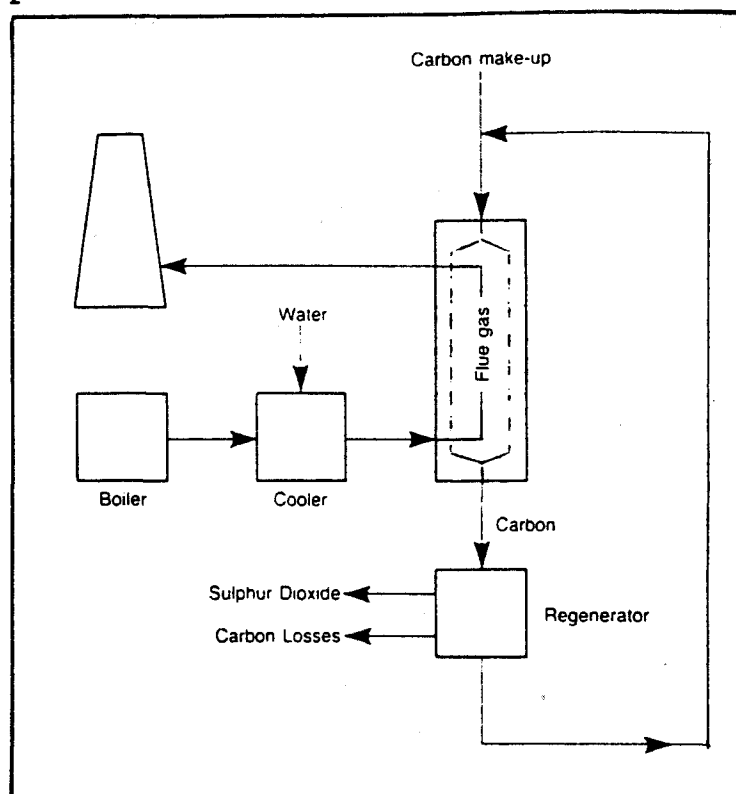 Carbon make-up
Water
Flue gas
Boiler
Cooler
Carbon
Sulphur Dioxide
Regenerator
Carbon Losses